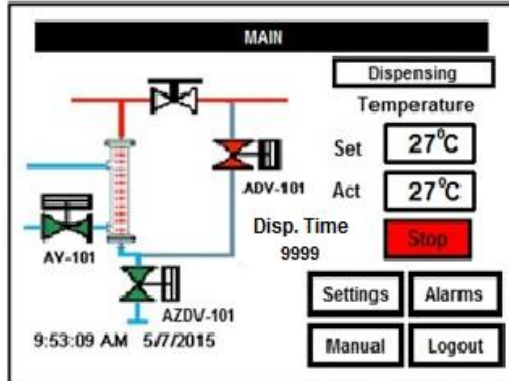 MAIN
Dispensing
Temperature
Set 27°C
ADV-101
Act 27°C
Disp. Time
9999
Stop
AV-101
Settings Alarms
AZDV-101
9:53:09 AM 5/7/2015
Manual Logout